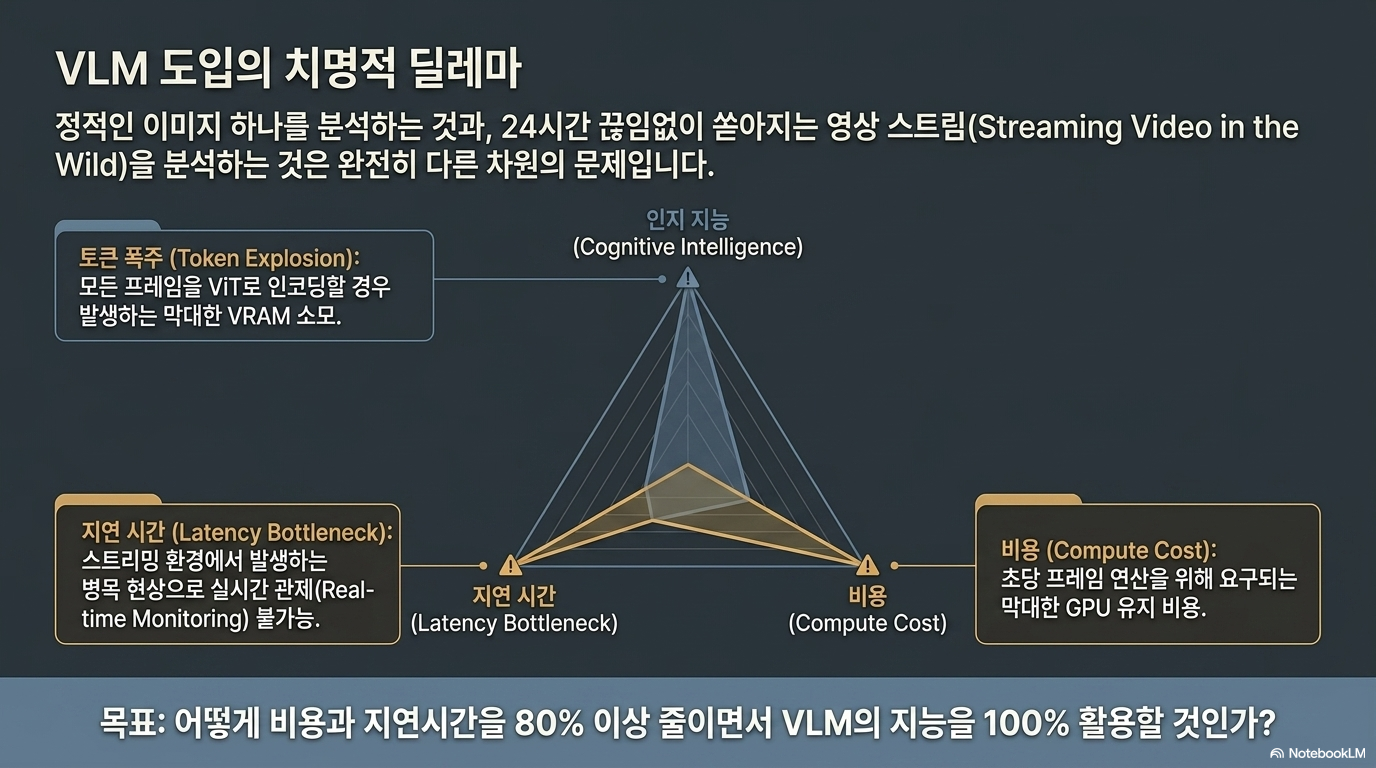 VLM 도입의 치명적 딜레마
정적인 이미지 하나를 분석하는 것과, 24시간 끊임없이 쏟아지는 영상 스트림(Streaming Video in the
Wild)을 분석하는 것은 완전히 다른 차원의 문제입니다.
인지 지능
(Cognitive Intelligence)
토큰 폭주 (Token Explosion):
모든 프레임을 ViT로 인코딩할 경우
발생하는 막대한 VRAM 소모.
지연 시간 (Latency Bottleneck):
스트리밍 환경에서 발생하는
병목 현상으로 실시간 관제(Real-
time Monitoring) 불가능.
지연 시간
(Latency Bottleneck)
비용
(Compute Cost)
비용 (Compute Cost):
초당 프레임 연산을 위해 요구되는
막대한 GPU 유지 비용.
목표: 어떻게 비용과 지연시간을 80% 이상 줄이면서 VLM의 지능을 100% 활용할 것인가?
NotebookLM